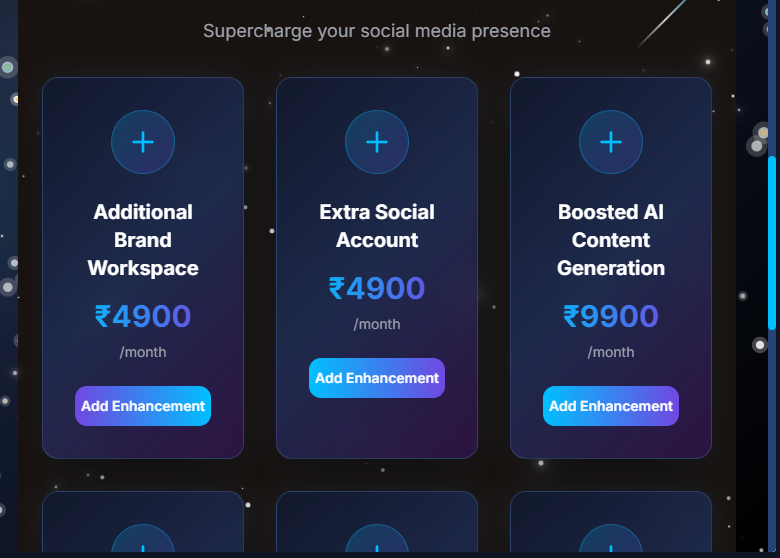 Supercharge your social media presence
Additional
Brand
Workspace
₹4900
/month
Add Enhancement
Extra Social
Account
₹4900
/month
Add Enhancement
Boosted AI
Content
Generation
₹9900
/month
Add Enhancement